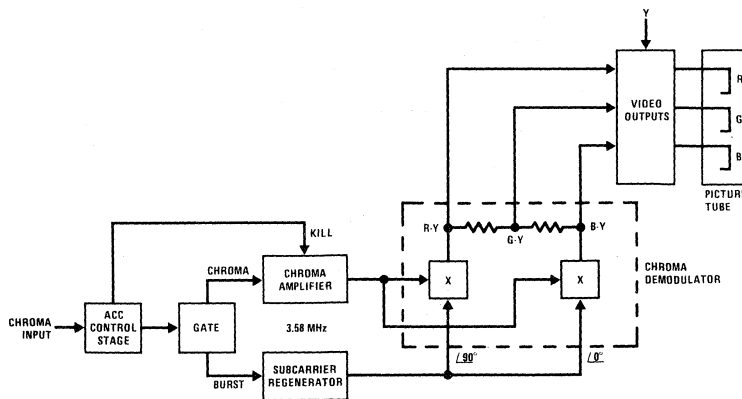 Y
VIDEO
OUTPUTS
R
G
B
PICTURE
TUBE
R-Y
G-Y
B-Y
KILL
CHROMA
CHROMA
AMPLIFIER
X
X
CHROMA
DEMODULATOR
CHROMA
INPUT
ACC
CONTROL
STAGE
GATE
3.58 MHz
/90°
/0°
BURST
SUBCARRIER
REGENERATOR